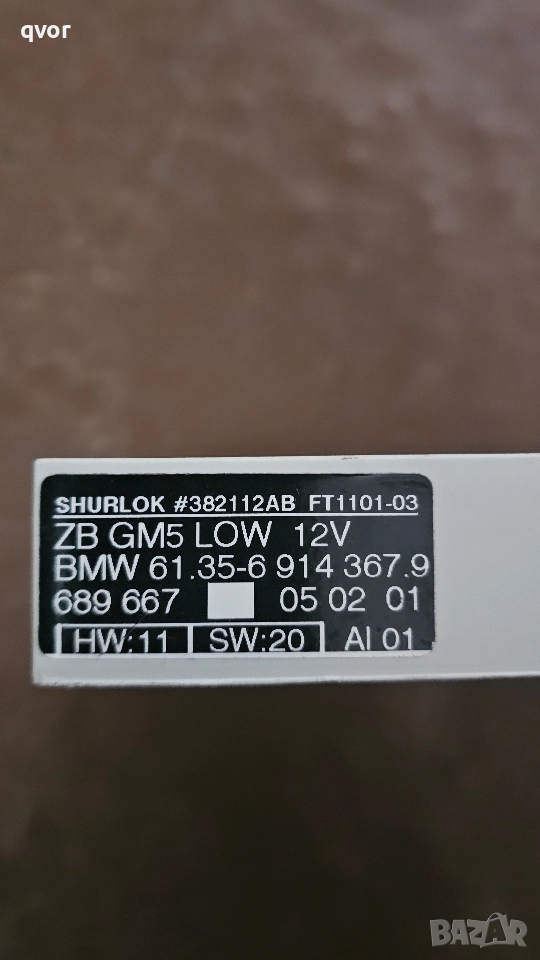 qvor
SHURLOK #382112AB FT1101-03
ZB GM5 LOW 12V
BMW 61.35-6 914 367.9
689 667 05 02 01
HW:11 SW:20 AI 01
BAZAR